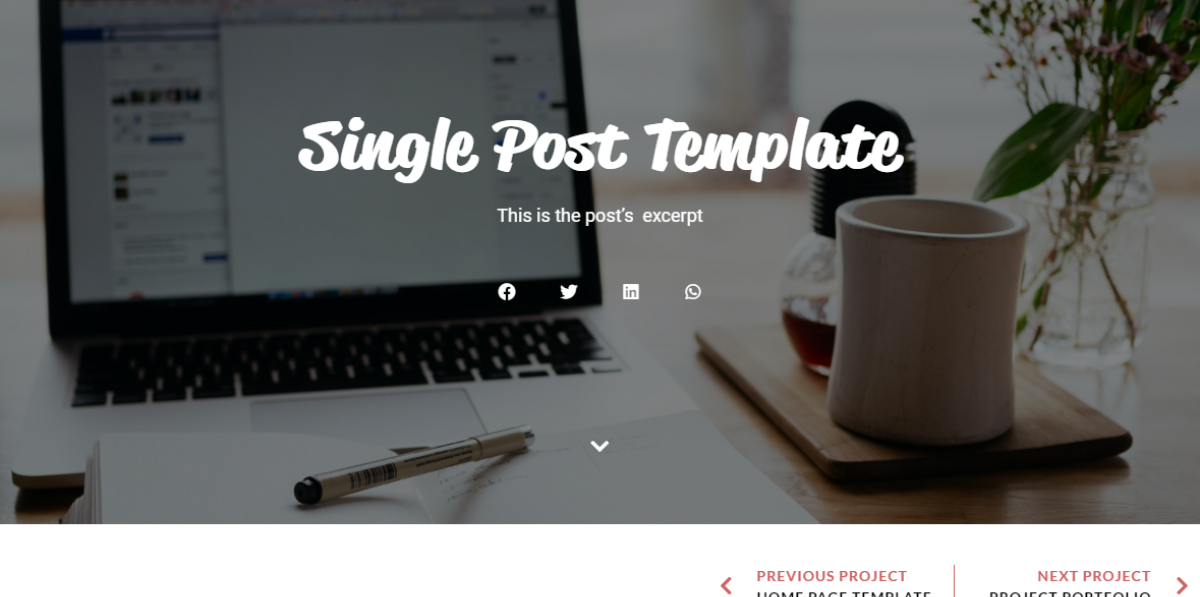 Single Post Template
This is the post's  excerpt
PREVIOUS PROJECT
HOME PAGE TEMPLATE
NEXT PROJECT
PROJECT PORTFOLIO